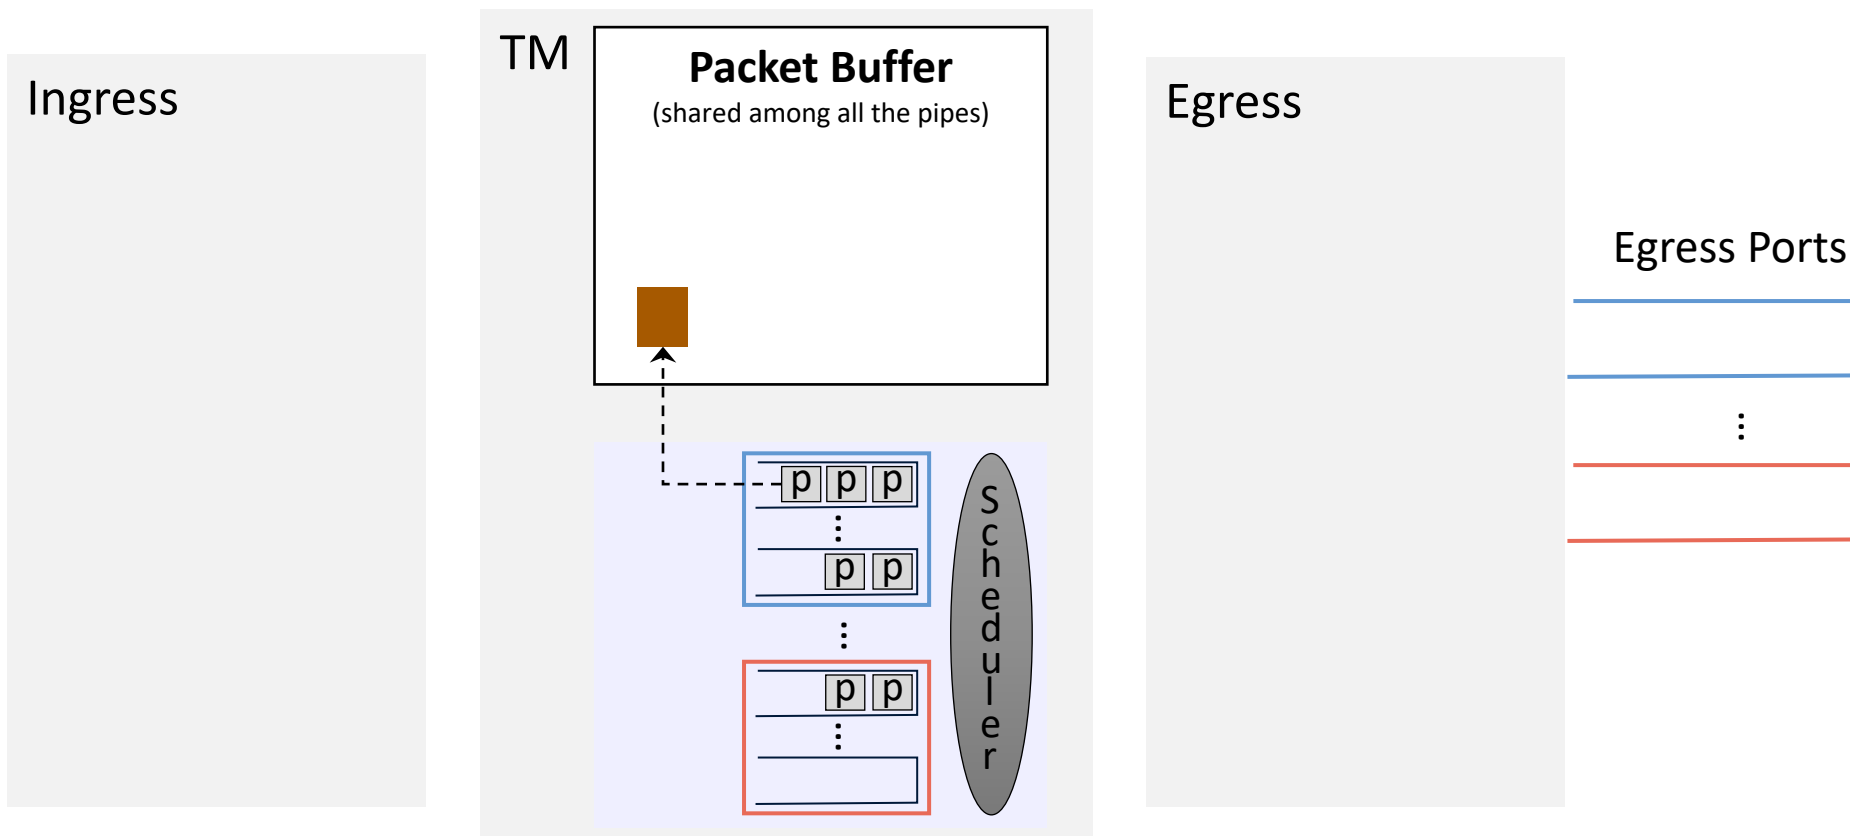 Ingress
TM
Packet Buffer
(shared among all the pipes)
Egress
Egress Ports
...
p p p
...
p p
...
p p
...
Scheduler